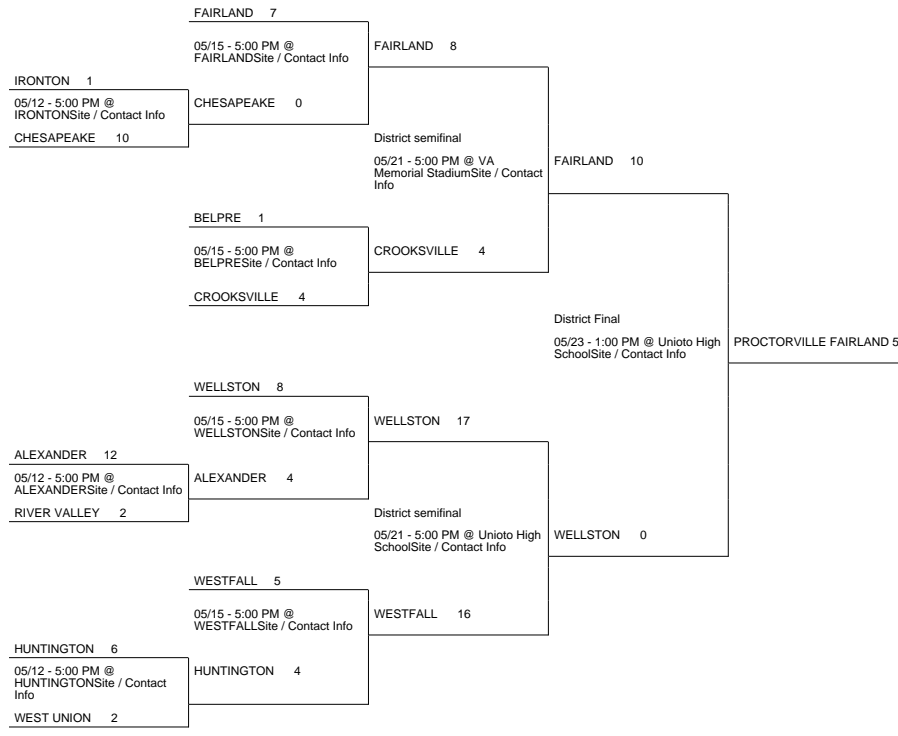 FAIRLAND 7
05/15 - 5:00 PM @
FAIRLANDSite / Contact Info
FAIRLAND 8
IRONTON 1
05/12 - 5:00 PM @
IRONTONSite / Contact Info
CHESAPEAKE 10
CHESAPEAKE 0
District semifinal
05/21 - 5:00 PM @ VA
Memorial StadiumSite / Contact
Info
FAIRLAND 10
BELPRE 1
05/15 - 5:00 PM @
BELPRESite / Contact Info
CROOKSVILLE 4
CROOKSVILLE 4
District Final
05/23 - 1:00 PM @ Unioto High
SchoolSite / Contact Info
PROCTORVILLE FAIRLAND 5
WELLSTON 8
05/15 - 5:00 PM @
WELLSTONSite / Contact Info
WELLSTON 17
ALEXANDER 12
05/12 - 5:00 PM @
ALEXANDERSite / Contact Info
RIVER VALLEY 2
ALEXANDER 4
District semifinal
05/21 - 5:00 PM @ Unioto High
SchoolSite / Contact Info
WELLSTON 0
WESTFALL 5
05/15 - 5:00 PM @
WESTFALLSite / Contact Info
WESTFALL 16
HUNTINGTON 6
05/12 - 5:00 PM @
HUNTINGTONSite / Contact
Info
WEST UNION 2
HUNTINGTON 4